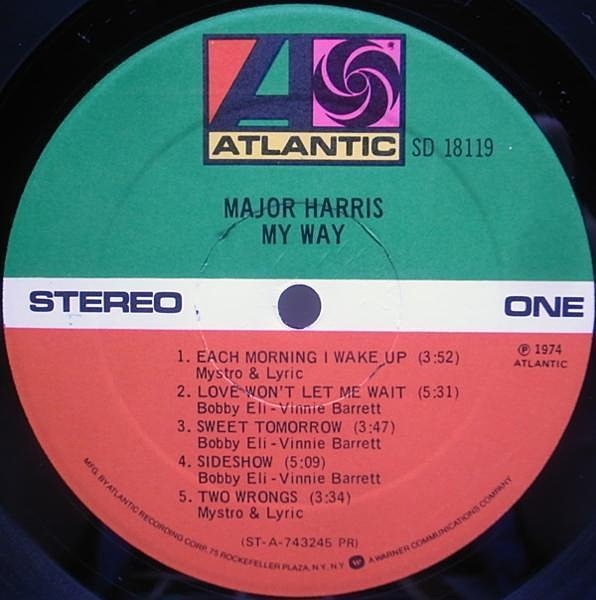 ATLANTIC
SD 18119
MAJOR HARRIS
MY WAY
STEREO
ONE
1. EACH MORNING I WAKE UP (3:52)
Mystro & Lyric
℗ 1974
ATLANTIC
2. LOVE WON'T LET ME WAIT (5:31)
Bobby Eli - Vinnie Barrett
3. SWEET TOMORROW (3:47)
Bobby Eli - Vinnie Barrett
4. SIDESHOW (5:09)
Bobby Eli - Vinnie Barrett
5. TWO WRONGS (3:34)
Mystro & Lyric
(ST-A-743245 PR)
MFG. BY ATLANTIC RECORDING CORP., 75 ROCKEFELLER PLAZA, N.Y., N.Y. W A WARNER COMMUNICATIONS COMPANY